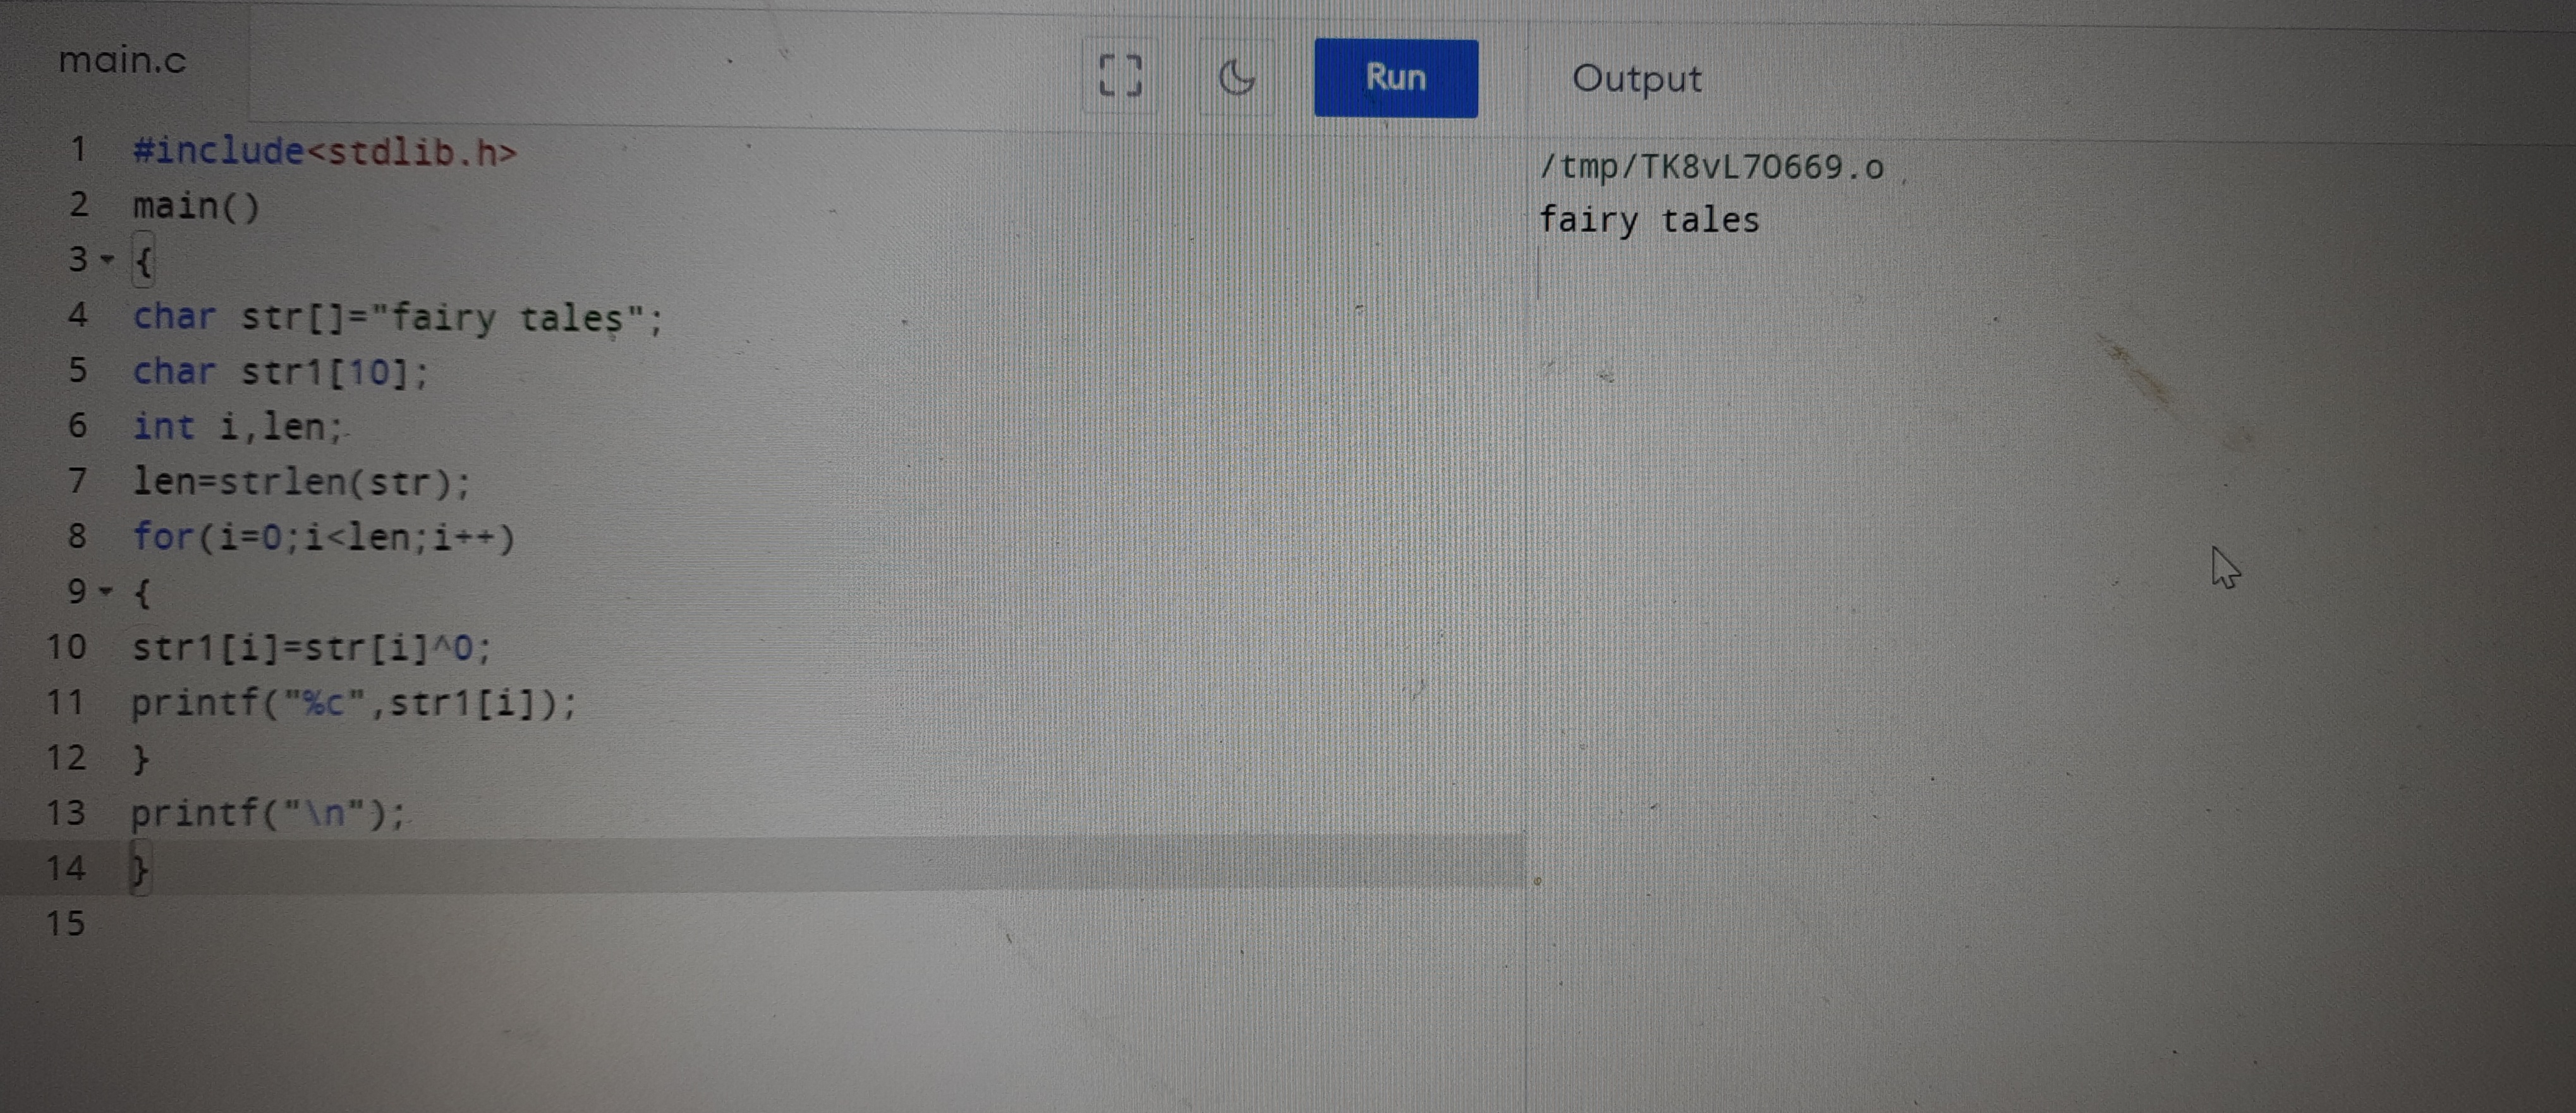 main.c
Run
Output
1 #include<stdlib.h>
2 main()
3 {
4 char str[]="fairy tales";
5 char str1[10];
6 int i,len;
7 len=strlen(str);
8 for(i=0;i<len;i++)
9 {
10 str1[i]=str[i]^0;
11 printf("%c",str1[i]);
12 }
13 printf("\n");
14 }
15
/tmp/TK8vL70669.o
fairy tales